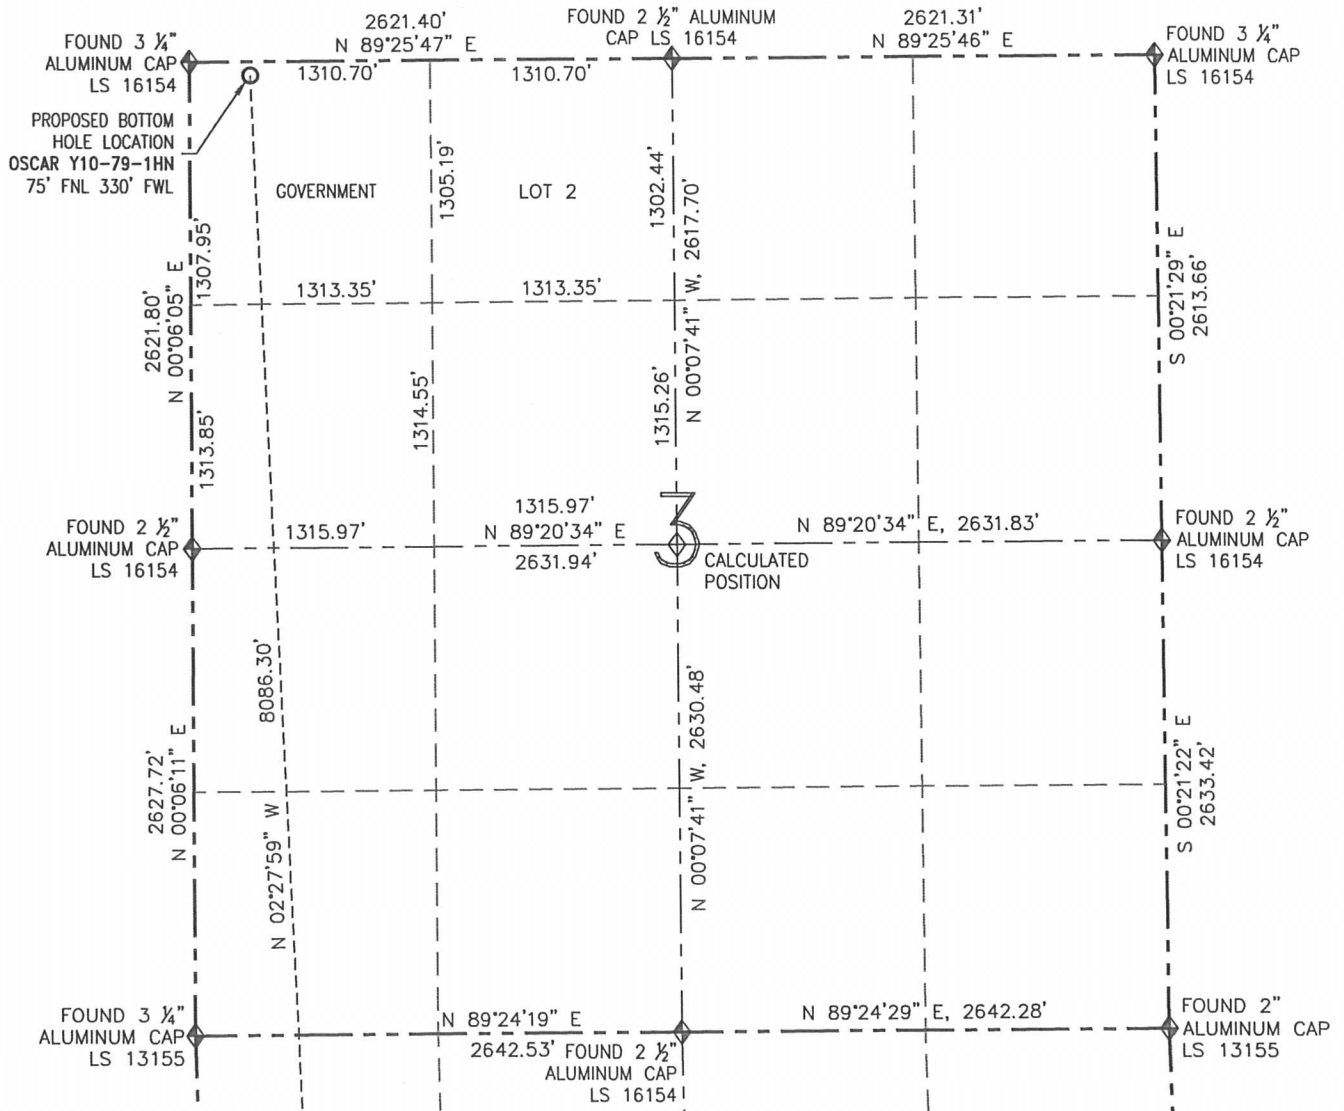 2621.40'
N 89°25'47" E
FOUND 2 ½" ALUMINUM
CAP LS 16154
2621.31'
N 89°25'46" E
FOUND 3 ¼"
ALUMINUM CAP
LS 16154
FOUND 3 ¼"
ALUMINUM CAP
LS 16154
1310.70'
1310.70'
PROPOSED BOTTOM
HOLE LOCATION
OSCAR Y10-79-1HN
75' FNL 330' FWL
GOVERNMENT
LOT 2
1305.19'
1302.44'
N 00°07'41" W, 2617.70'
1307.95'
2621.80'
N 00°06'05" E
S 00°21'29" E
2613.66'
1313.35'
1313.35'
1313.85'
1314.55'
1315.26'
FOUND 2 ½"
ALUMINUM CAP
LS 16154
1315.97'
1315.97'
N 89°20'34" E
2631.94'
3
N 89°20'34" E, 2631.83'
CALCULATED
POSITION
FOUND 2 ½"
ALUMINUM CAP
LS 16154
8086.30'
N 02°27'59" W
2627.72'
N 00°06'11" E
N 00°07'41" W, 2630.48'
S 00°21'22" E
2633.42'
FOUND 3 ¼"
ALUMINUM CAP
LS 13155
N 89°24'19" E
2642.53'
FOUND 2 ½"
ALUMINUM CAP
LS 16154
N 89°24'29" E, 2642.28'
FOUND 2"
ALUMINUM CAP
LS 13155